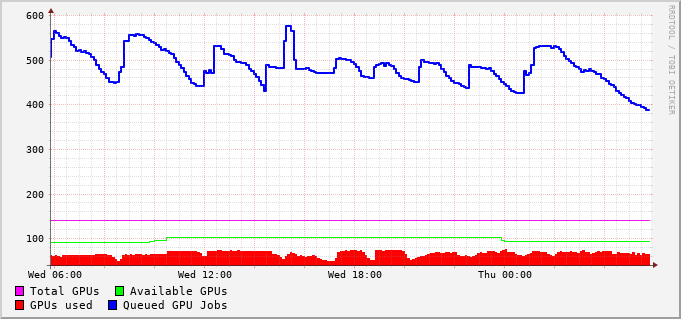 600
500
400
300
200
100
Wed 06:00 Wed 12:00 Wed 18:00 Thu 00:00
Total GPUs Available GPUs
GPUs used Queued GPU Jobs
RRDTOOL / TOBI OETIKER